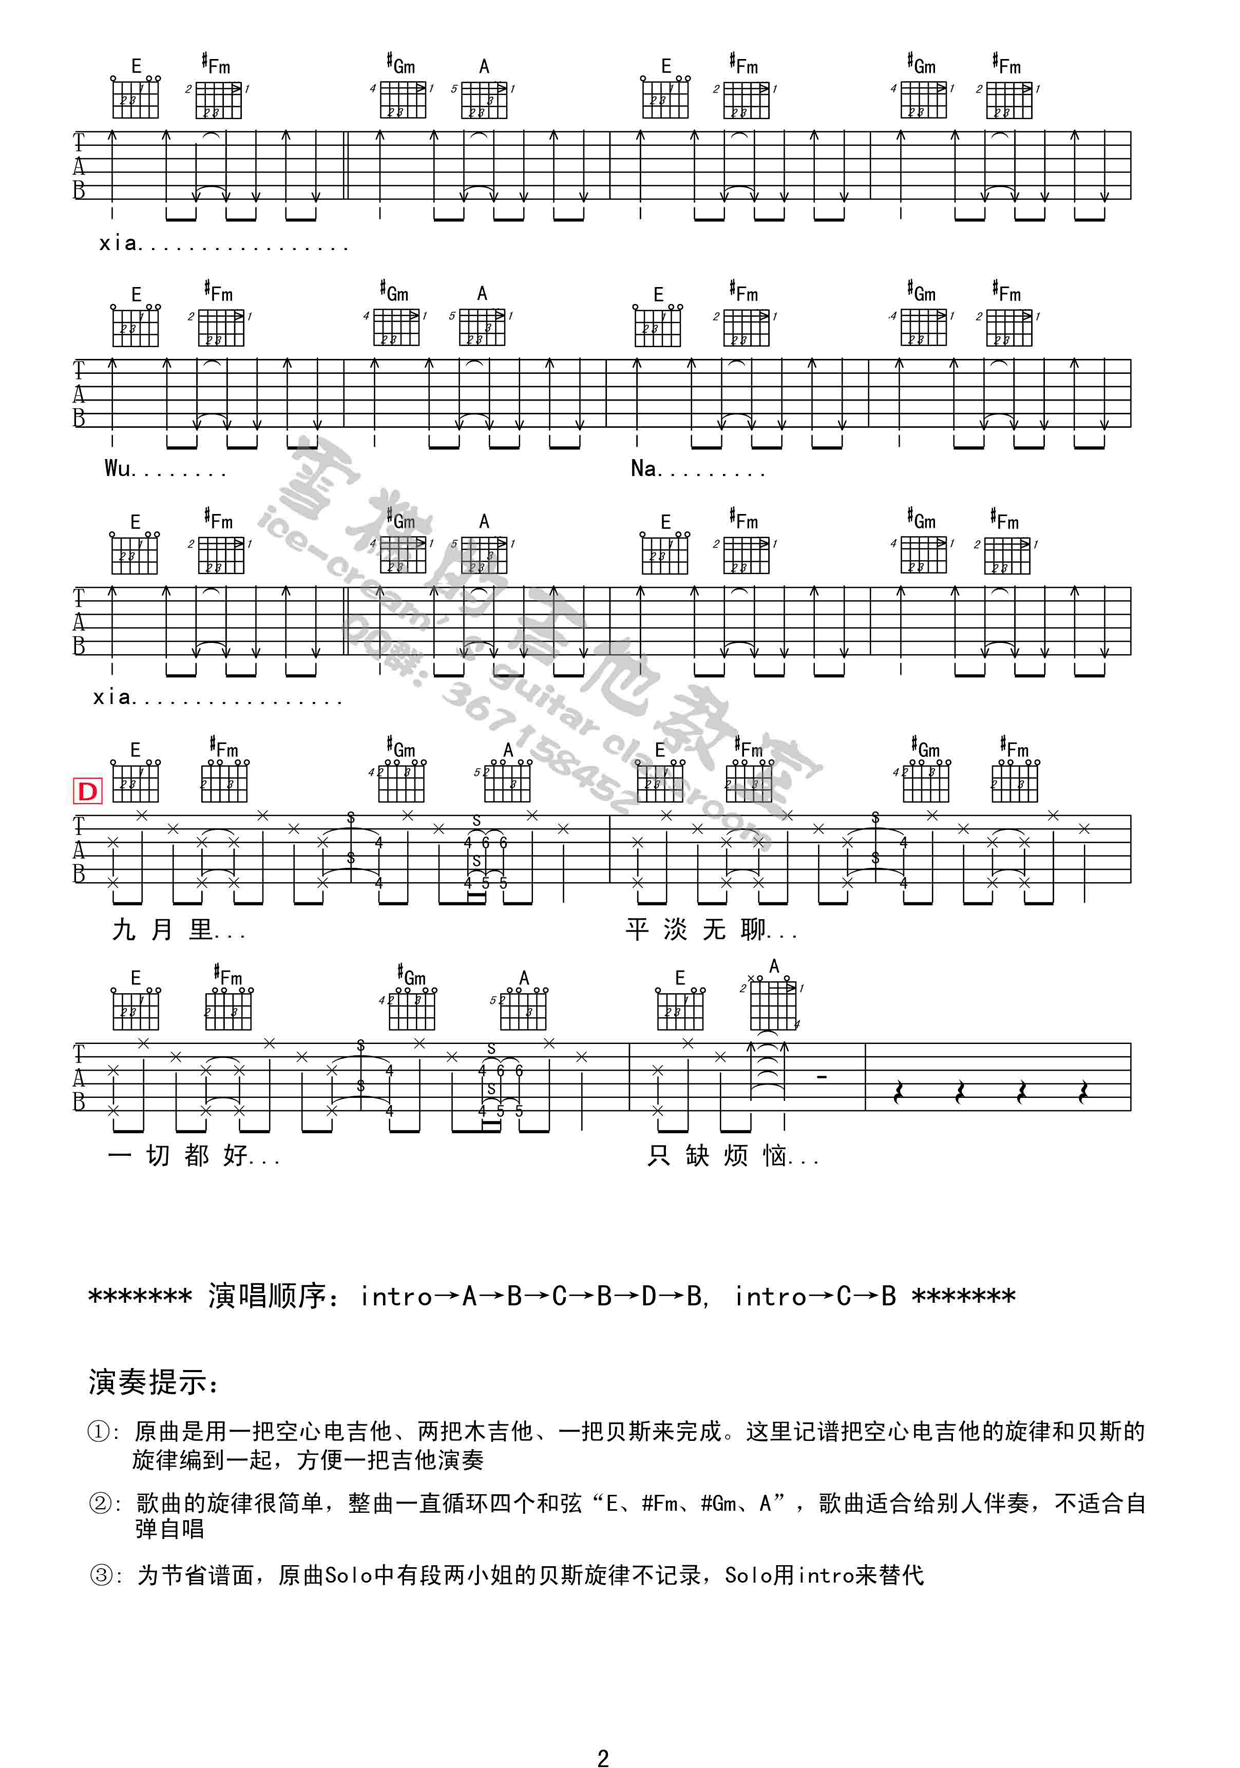 E #Fm #Gm A E #Fm #Gm #Fm
xia.................
E #Fm #Gm A E #Fm #Gm #Fm
Wu........ Na.........
E #Fm #Gm A E #Fm #Gm #Fm
xia.................
雪糕的吉他教室
ice-cream's guitar classroom
QQ群: 367158452
E #Fm #Gm A E #Fm #Gm #Fm
D
TAB
九 月 里... 平 淡 无 聊...
E #Fm #Gm A E A
TAB
一 切 都 好... 只 缺 烦 恼...
******* 演唱顺序: intro→A→B→C→B→D→B, intro→C→B *******
演奏提示:
①: 原曲是用一把空心电吉他、两把木吉他、一把贝斯来完成。这里记谱把空心电吉他的旋律和贝斯的
旋律编到一起, 方便一把吉他演奏
②: 歌曲的旋律很简单, 整曲一直循环四个和弦“E、#Fm、#Gm、A”, 歌曲适合给别人伴奏, 不适合自
弹自唱
③: 为节省谱面, 原曲Solo中有段两小姐的贝斯旋律不记录, Solo用intro来替代
2